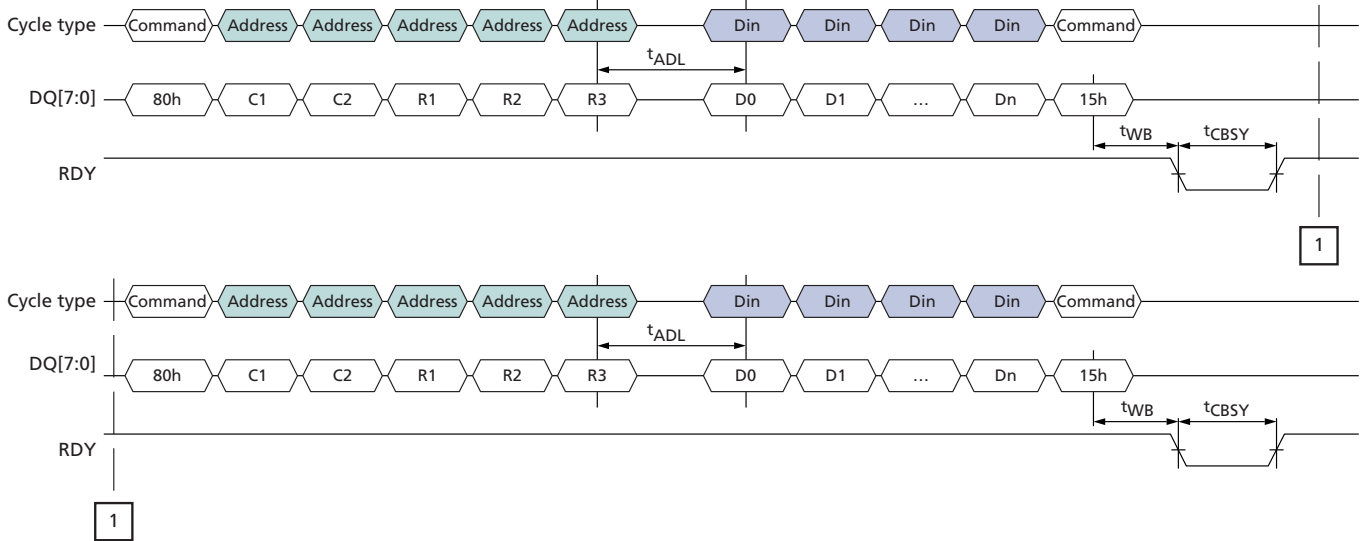 Cycle type Command Address Address Address Address Address Din Din Din Din Command
tADL
DQ[7:0] 80h C1 C2 R1 R2 R3 D0 D1 … Dn 15h
tWB tCBSY
RDY
1
Cycle type Command Address Address Address Address Address Din Din Din Din Command
tADL
DQ[7:0] 80h C1 C2 R1 R2 R3 D0 D1 … Dn 15h
tWB tCBSY
RDY
1